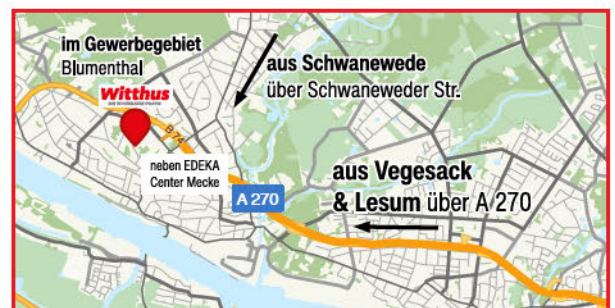 im Gewerbegebiet
Blumenthal
Witthus
B 74
neben EDEKA
Center Mecke
aus Schwanewede
über Schwaneweder Str.
A 270
aus Vegesack
& Lesum über A 270